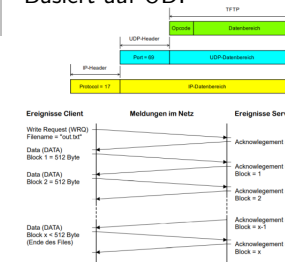 Basiert auf UDP
TFTP
Opcode Datenbereich
UDP-Header
Port = 69 UDP-Datenbereich
IP-Header
Protocol = 17 IP-Datenbereich
Ereignisse Client Meldungen im Netz Ereignisse Serv
Write Request (WRQ)
Filename = "out.txt"
Acknowlegement
Data (DATA)
Block 1 = 512 Byte
Acknowlegement
Block = 1
Data (DATA)
Block 2 = 512 Byte
Acknowlegement
Block = 2
Acknowlegement
Block = x-1
Data (DATA)
Block x < 512 Byte
(Ende des Files)
Acknowlegement
Block = x